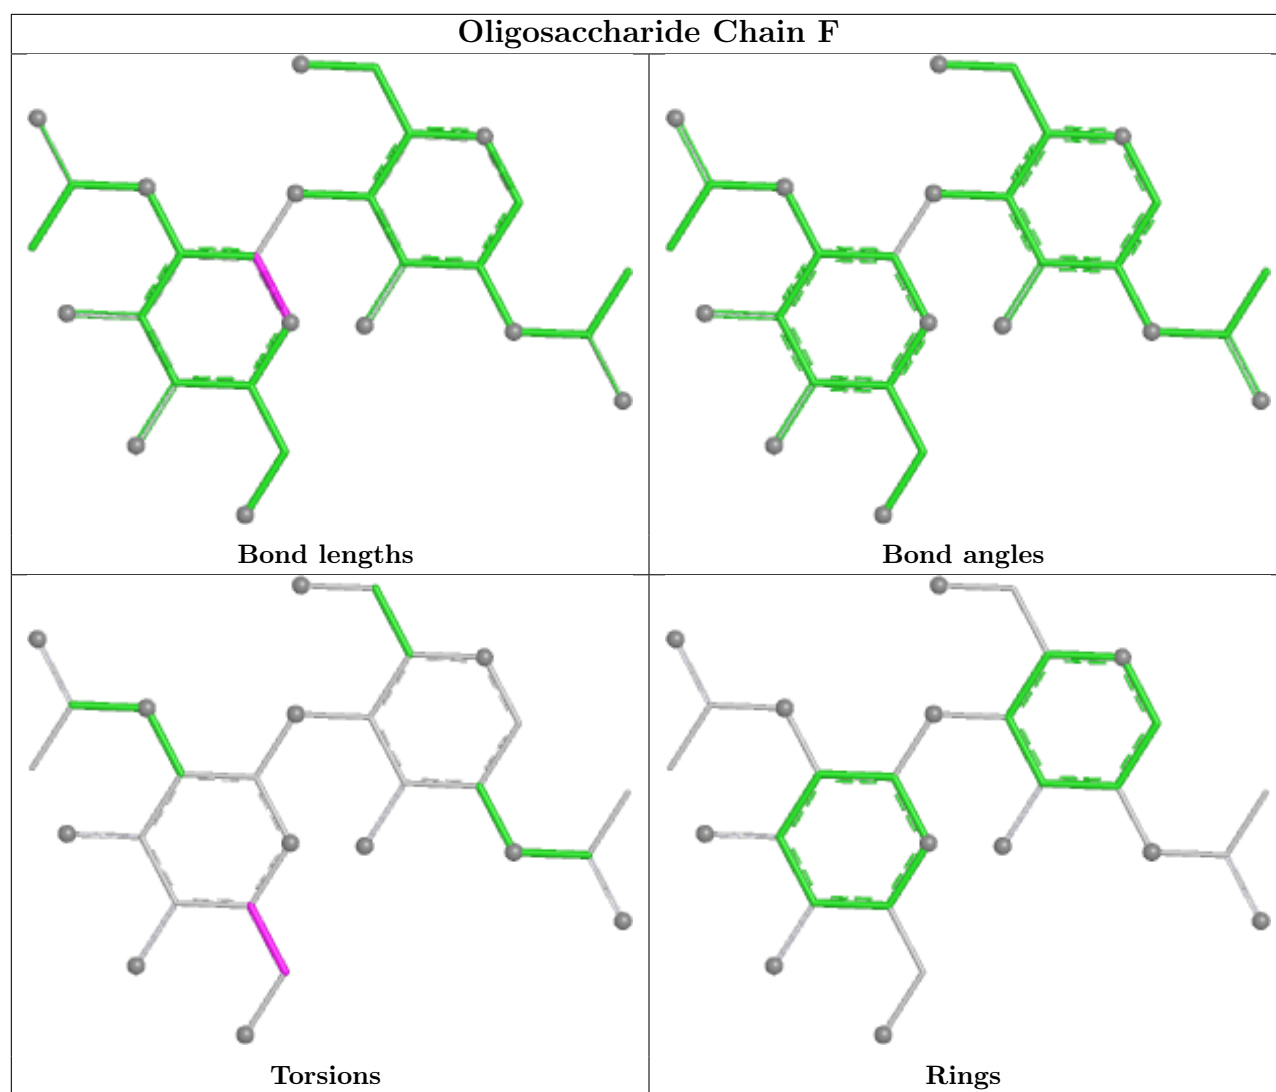 Oligosaccharide Chain F
Bond lengths
Bond angles
Torsions
Rings